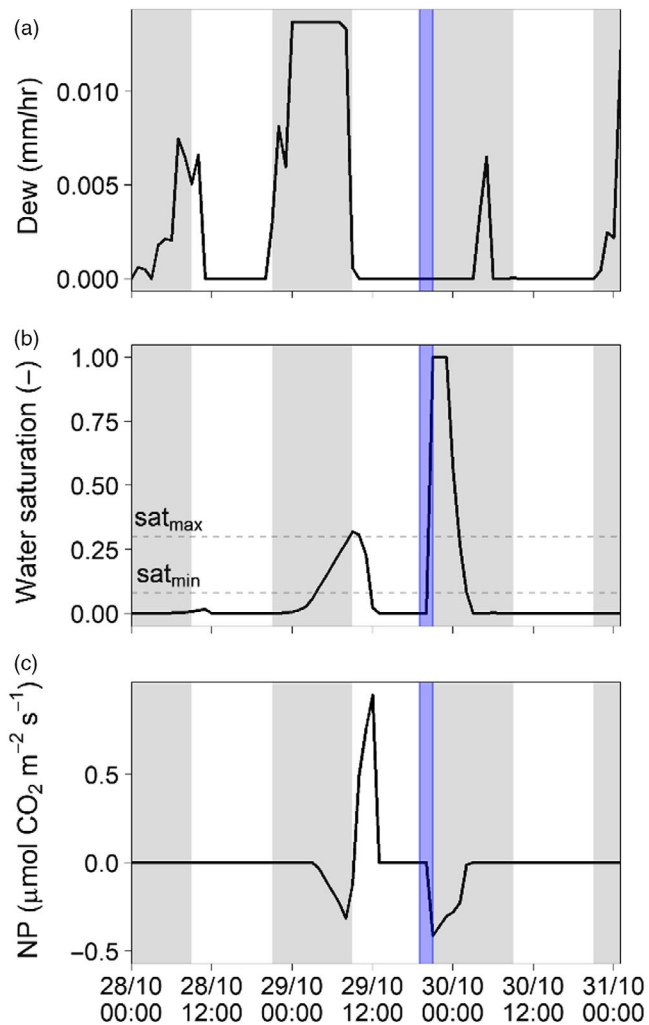 (a)
Dew (mm/hr)
0.010
0.005
0.000
(b)
Water saturation (−)
1.00
0.75
0.50
0.25
0.00
satmax
satmin
(c)
NP (μmol CO2 m−2 s−1)
0.5
0.0
−0.5
28/10 28/10 29/10 29/10 30/10 30/10 31/10
00:00 12:00 00:00 12:00 00:00 12:00 00:00